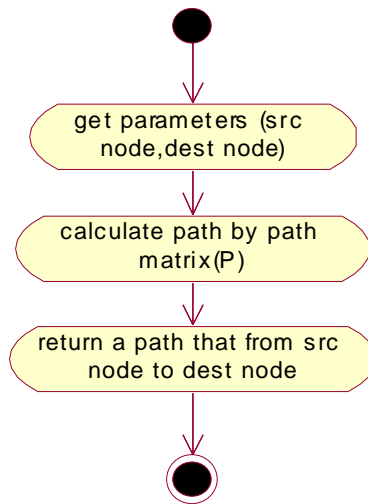 get parameters (src
node,dest node)
calculate path by path
matrix(P)
return a path that from src
node to dest node